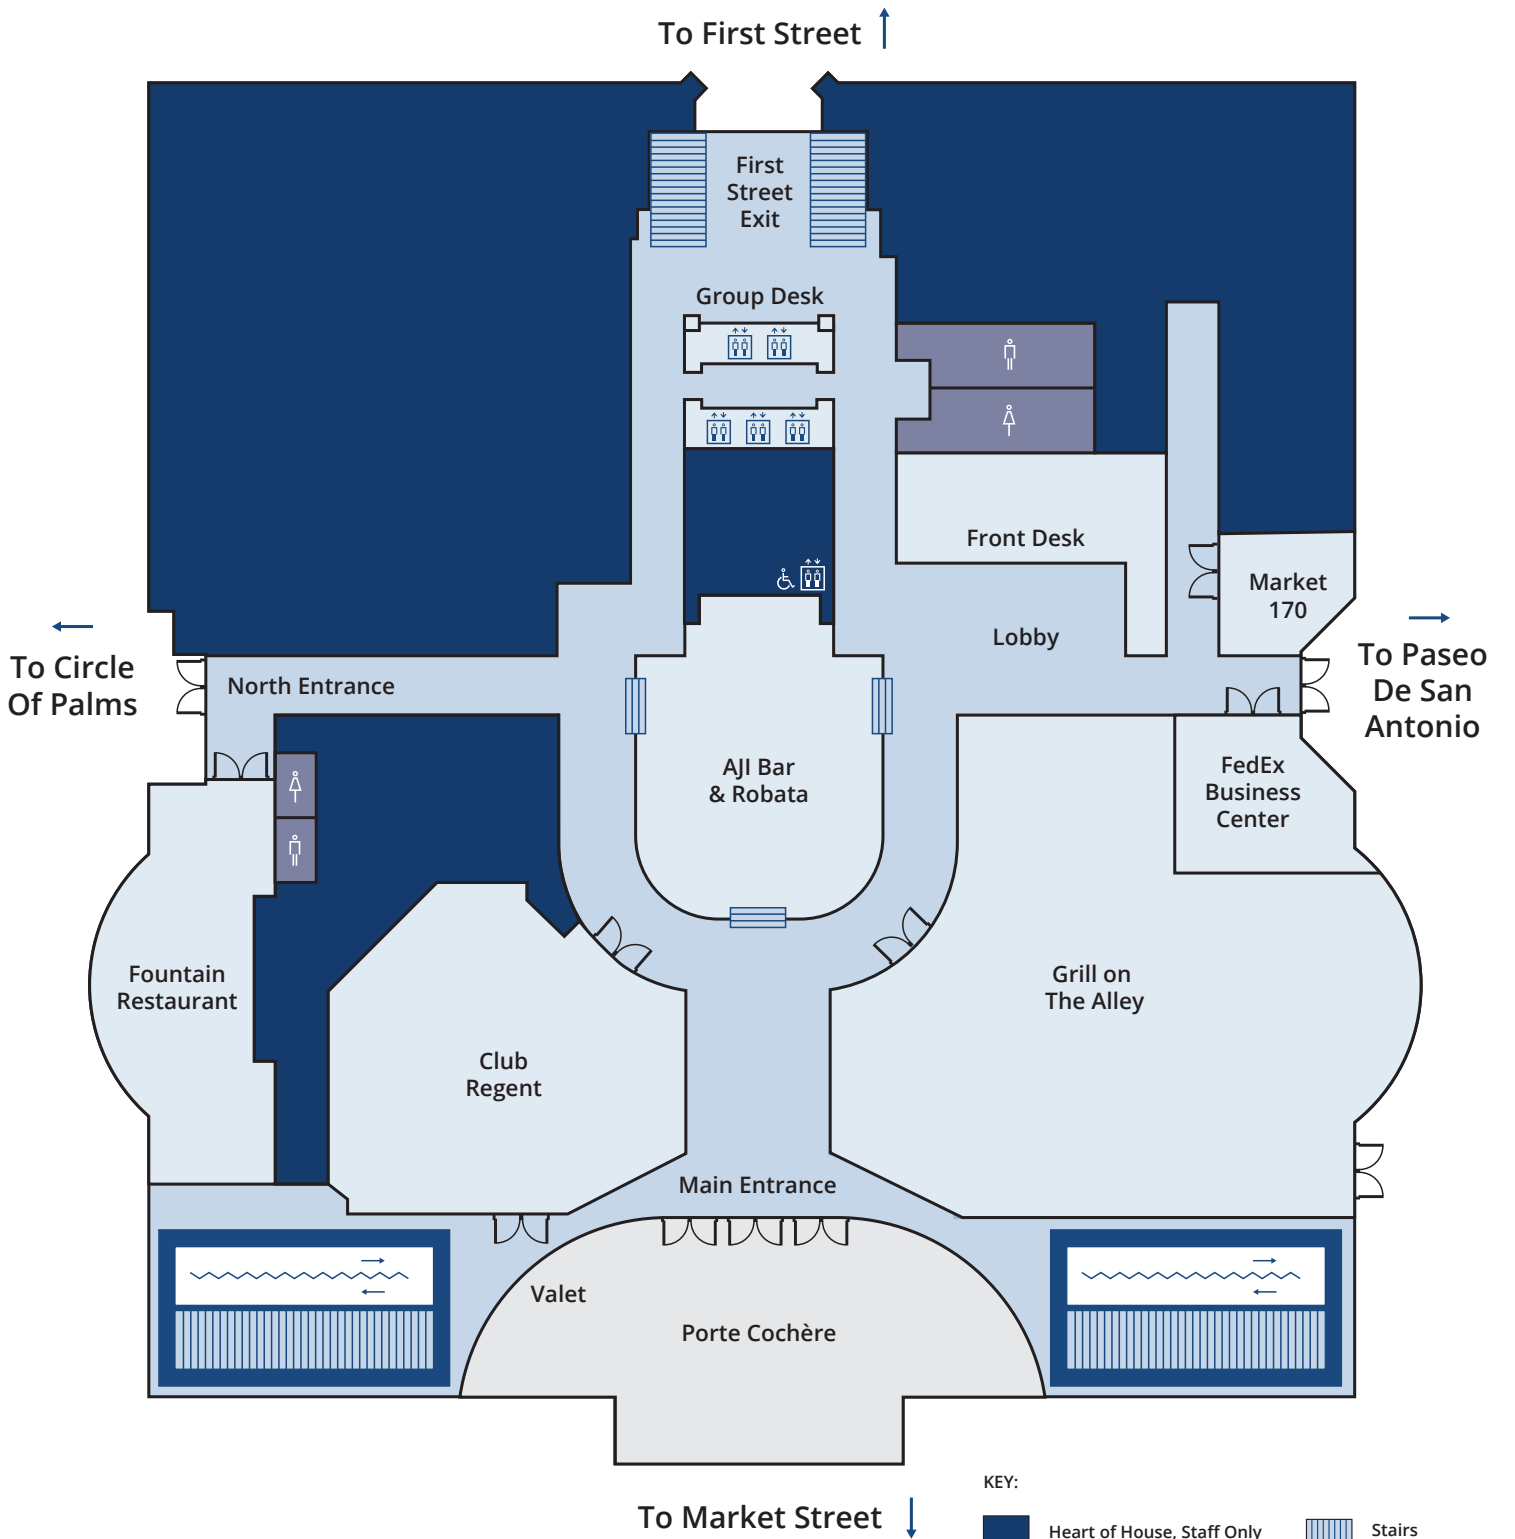 To First Street
First
Street
Exit
Group Desk
Front Desk
Market
170
Lobby
To Circle
Of Palms
North Entrance
To Paseo
De San
Antonio
AJI Bar
& Robata
FedEx
Business
Center
Fountain
Restaurant
Grill on
The Alley
Club
Regent
Main Entrance
Valet
Porte Cochère
KEY:
To Market Street
Heart of House, Staff Only
Stairs